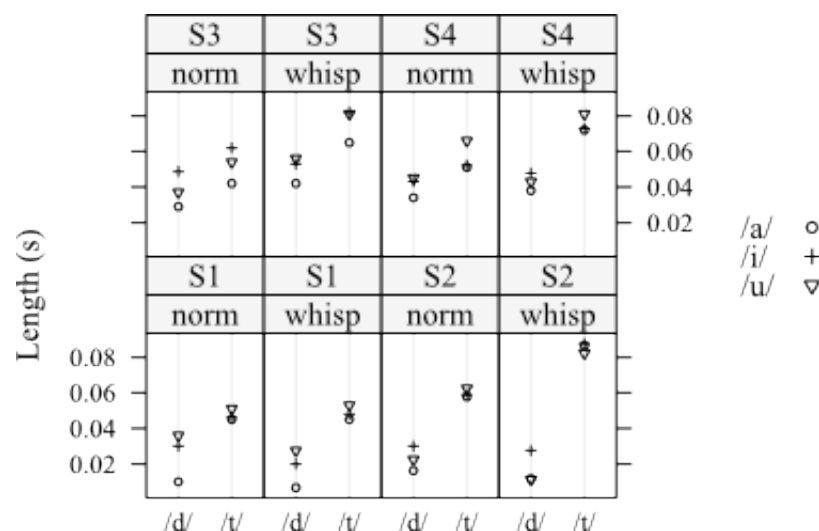 S3 S3 S4 S4
norm whisp norm whisp
0.08
0.06
0.04
0.02
/a/
/i/
/u/
Length (s)
S1 S1 S2 S2
norm whisp norm whisp
0.08
0.06
0.04
0.02
/d/ /t/ /d/ /t/ /d/ /t/ /d/ /t/